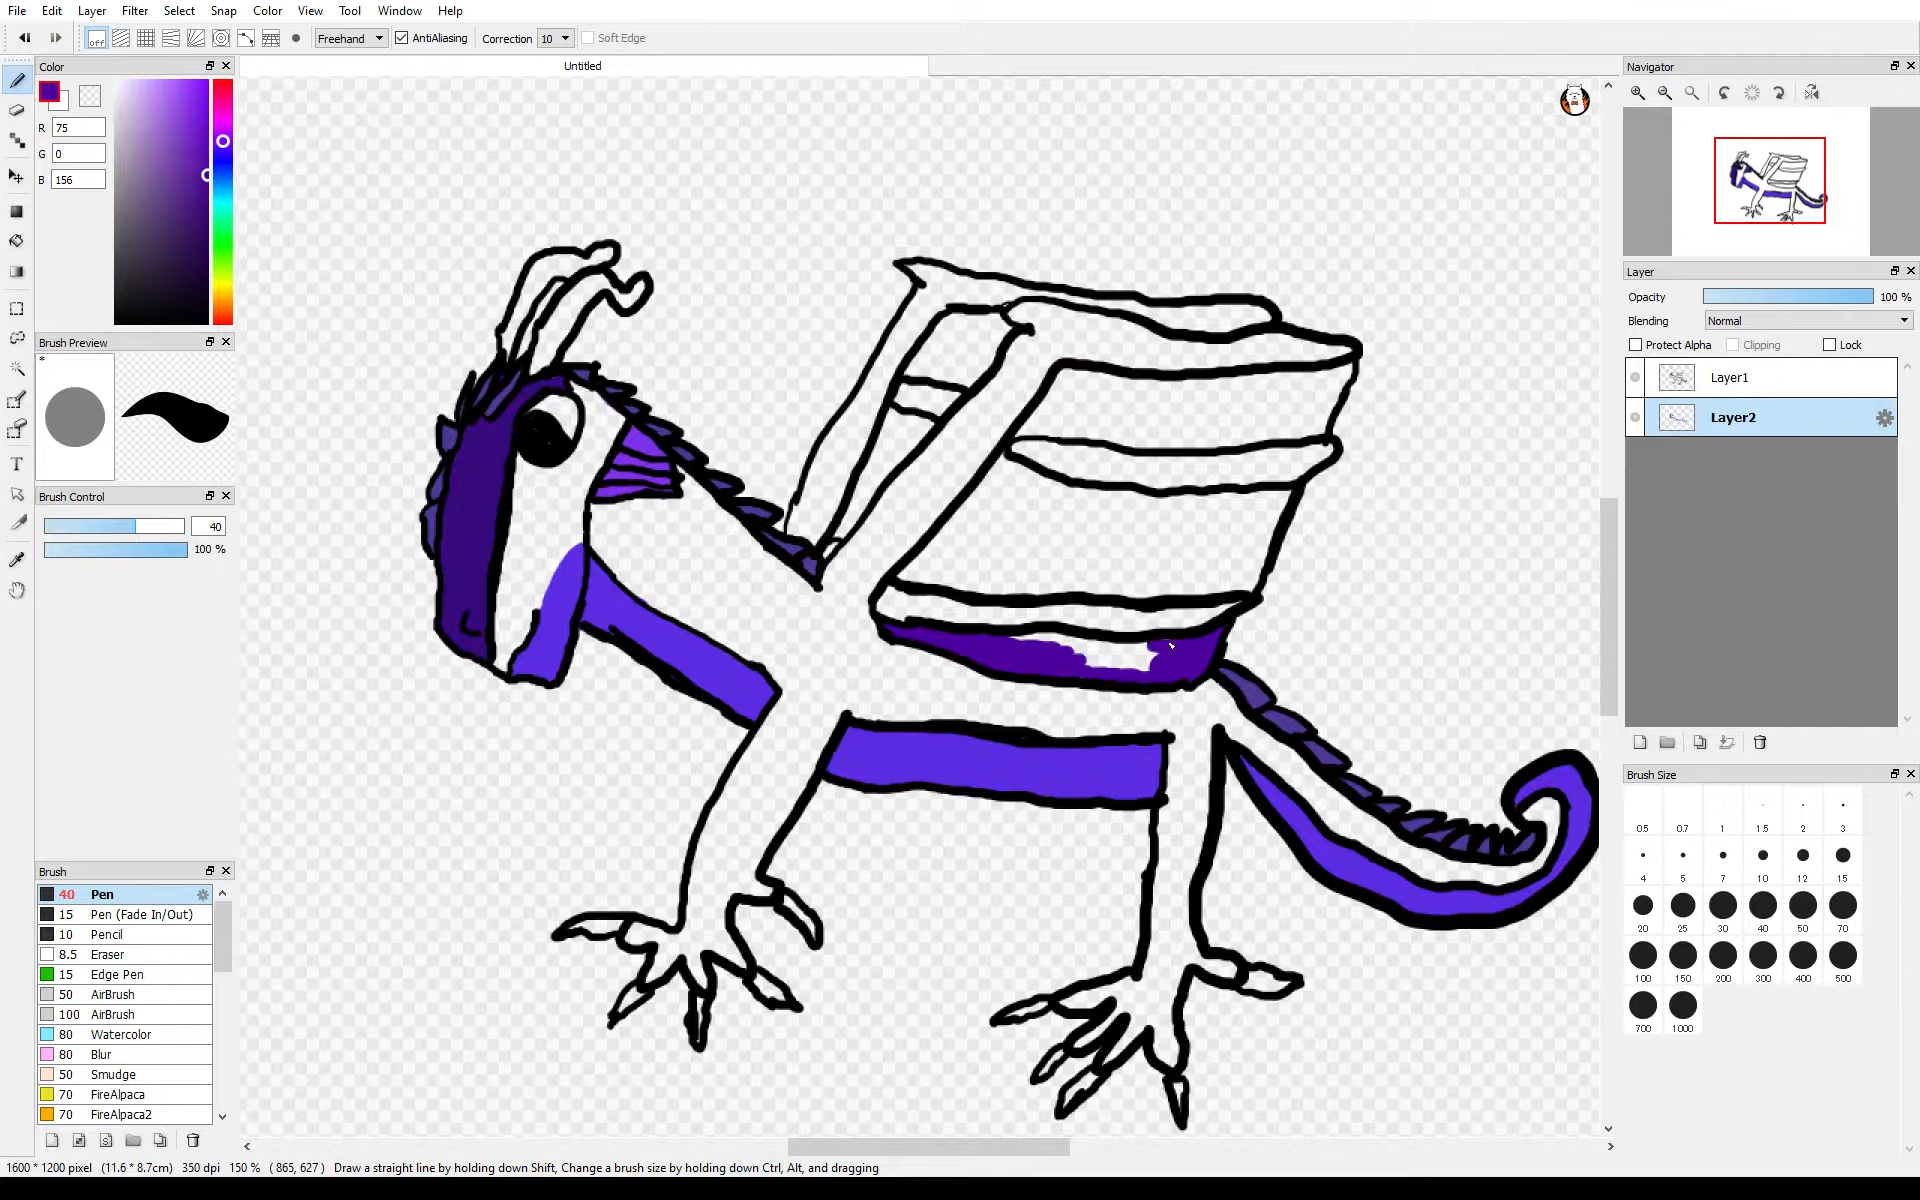 File Edit Layer Filter Select Snap Color View Tool Window Help
off Freehand AntiAliasing Correction 10 Soft Edge
Color
R 75
G 0
B 156
Brush Preview
*
Brush Control
40
100 %
Brush
40 Pen
15 Pen (Fade In/Out)
10 Pencil
8.5 Eraser
15 Edge Pen
50 AirBrush
100 AirBrush
80 Watercolor
80 Blur
50 Smudge
70 FireAlpaca
70 FireAlpaca2
S
Untitled
Navigator
Layer
Opacity 100 %
Blending Normal
Protect Alpha Clipping Lock
Layer1
Layer2
Brush Size
0.5 0.7 1 1.5 2 3
4 5 7 10 12 15
20 25 30 40 50 70
100 150 200 300 400 500
700 1000
T
1600 * 1200 pixel (11.6 * 8.7cm) 350 dpi 150 % ( 865, 627 ) Draw a straight line by holding down Shift, Change a brush size by holding down Ctrl, Alt, and dragging